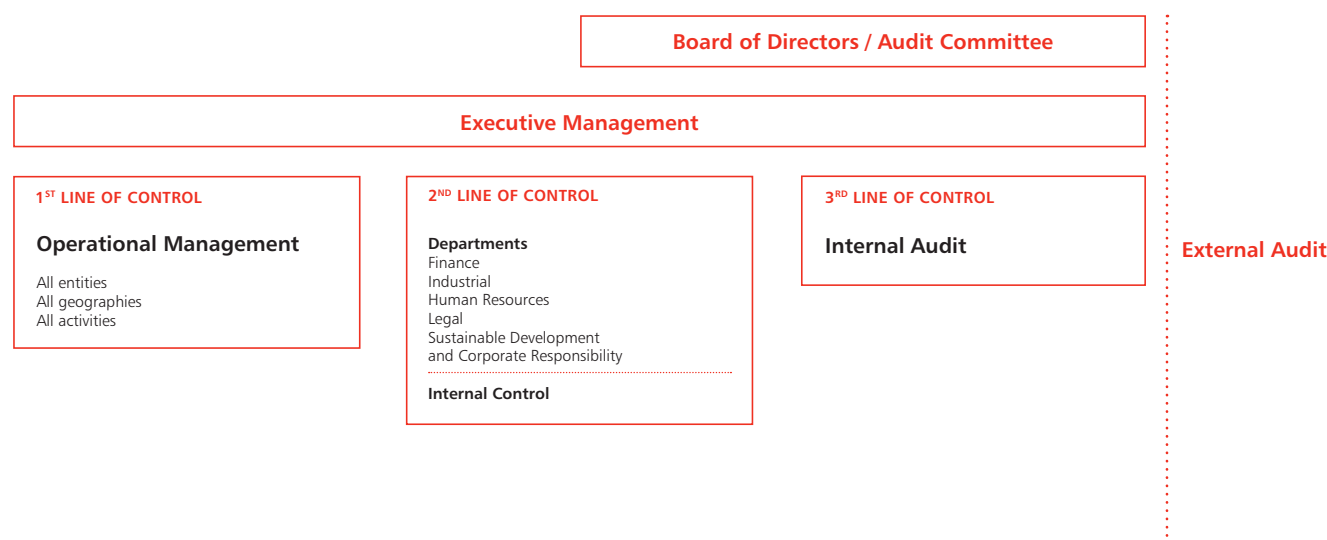 Board of Directors / Audit Committee
Executive Management
1ST LINE OF CONTROL
Operational Management
All entities
All geographies
All activities
2ND LINE OF CONTROL
Departments
Finance
Industrial
Human Resources
Legal
Sustainable Development
and Corporate Responsibility
Internal Control
3RD LINE OF CONTROL
Internal Audit
External Audit